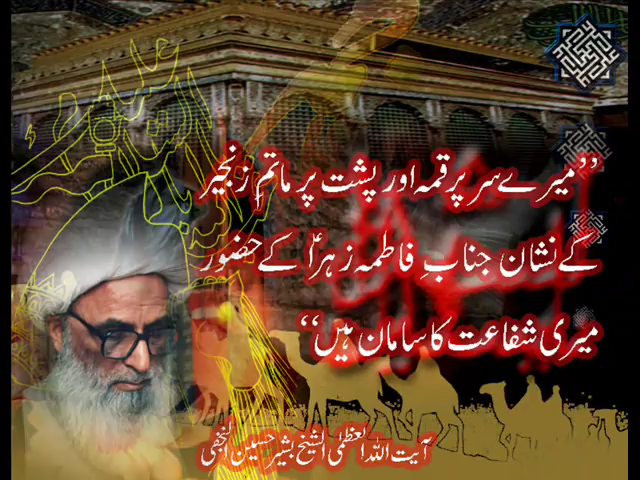 ”میرے سر پر قمہ اور پشت پر ماتمِ زنجیر
کے نشان جنابِ فاطمہ زہراؑ کے حضور
میری شفاعت کا سامان ہیں“
آیت اللہ العظمٰی الشیخ بشیر حسین النجفی